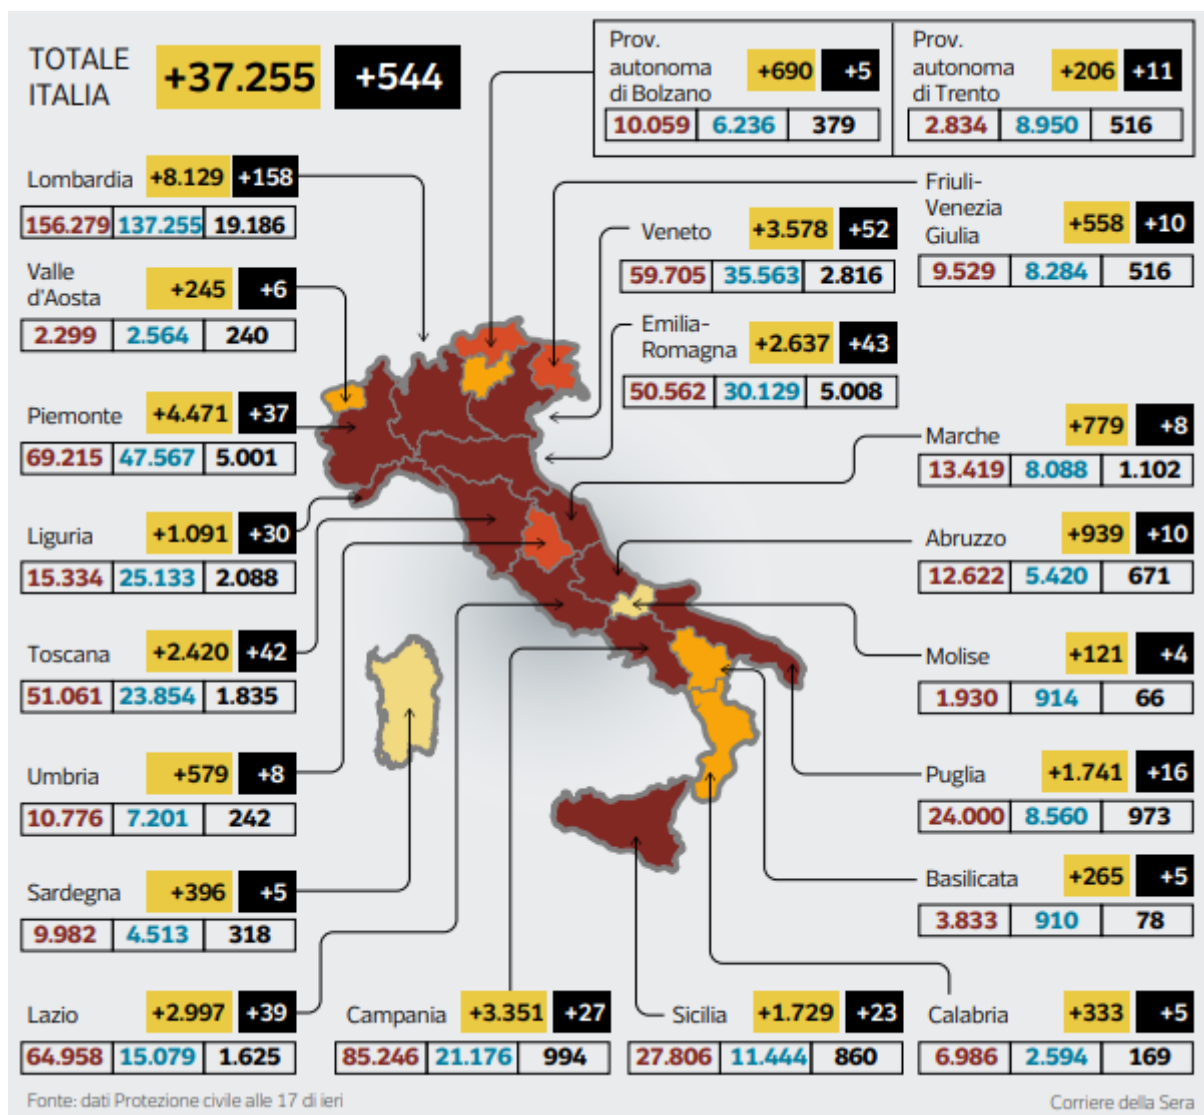 TOTALE
ITALIA
+37.255 +544
Prov.
autonoma
di Bolzano
+690 +5
10.059 6.236 379
Prov.
autonoma
di Trento
+206 +11
2.834 8.950 516
Lombardia +8.129 +158
156.279 137.255 19.186
Valle
d'Aosta
+245 +6
2.299 2.564 240
Piemonte +4.471 +37
69.215 47.567 5.001
Liguria +1.091 +30
15.334 25.133 2.088
Toscana +2.420 +42
51.061 23.854 1.835
Umbria +579 +8
10.776 7.201 242
Sardegna +396 +5
9.982 4.513 318
Lazio +2.997 +39
64.958 15.079 1.625
Campania +3.351 +27
85.246 21.176 994
Sicilia +1.729 +23
27.806 11.444 860
Veneto +3.578 +52
59.705 35.563 2.816
Emilia-
Romagna
+2.637 +43
50.562 30.129 5.008
Friuli-
Venezia
Giulia
+558 +10
9.529 8.284 516
Marche +779 +8
13.419 8.088 1.102
Abruzzo +939 +10
12.622 5.420 671
Molise +121 +4
1.930 914 66
Puglia +1.741 +16
24.000 8.560 973
Basilicata +265 +5
3.833 910 78
Calabria +333 +5
6.986 2.594 169
Fonte: dati Protezione civile alle 17 di ieri
Corriere della Sera